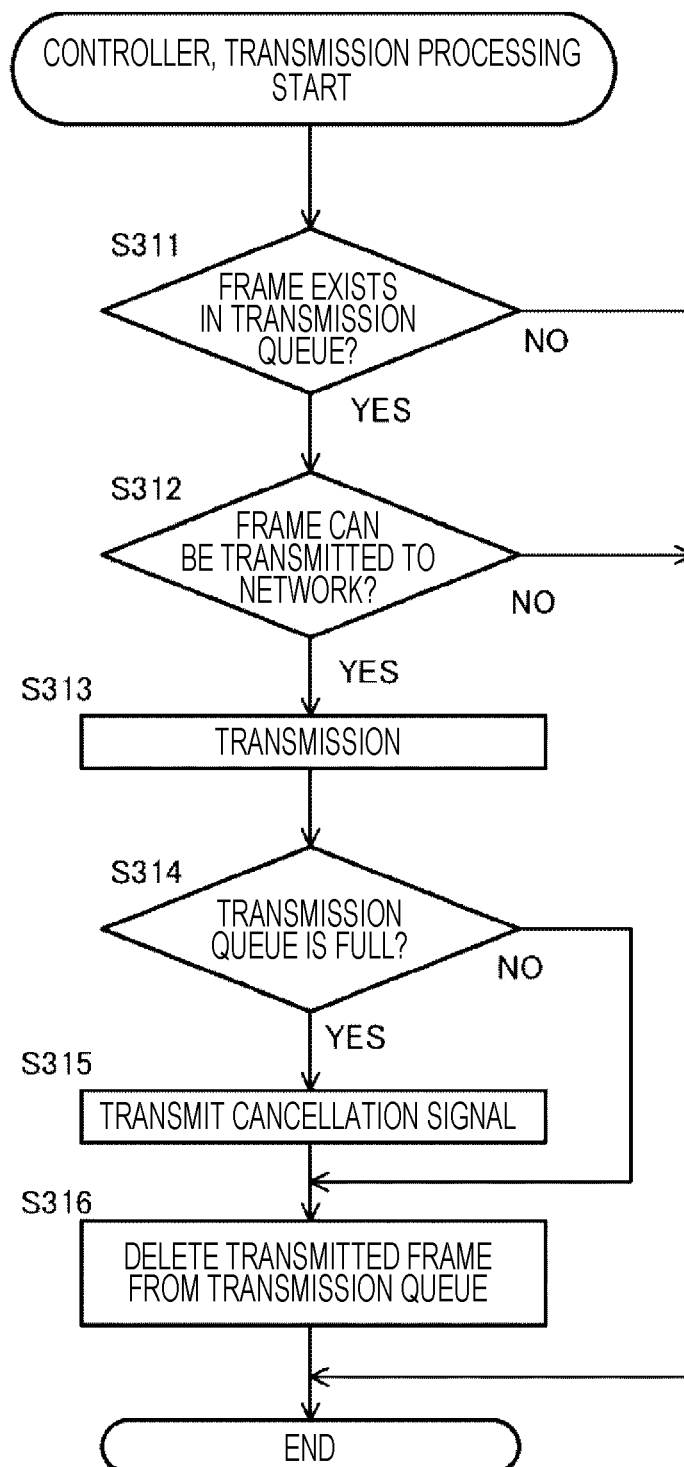 CONTROLLER, TRANSMISSION PROCESSING
START
S311
FRAME EXISTS
IN TRANSMISSION
QUEUE?
NO
YES
S312
FRAME CAN
BE TRANSMITTED TO
NETWORK?
NO
YES
S313
TRANSMISSION
S314
TRANSMISSION
QUEUE IS FULL?
NO
YES
S315
TRANSMIT CANCELLATION SIGNAL
S316
DELETE TRANSMITTED FRAME
FROM TRANSMISSION QUEUE
END